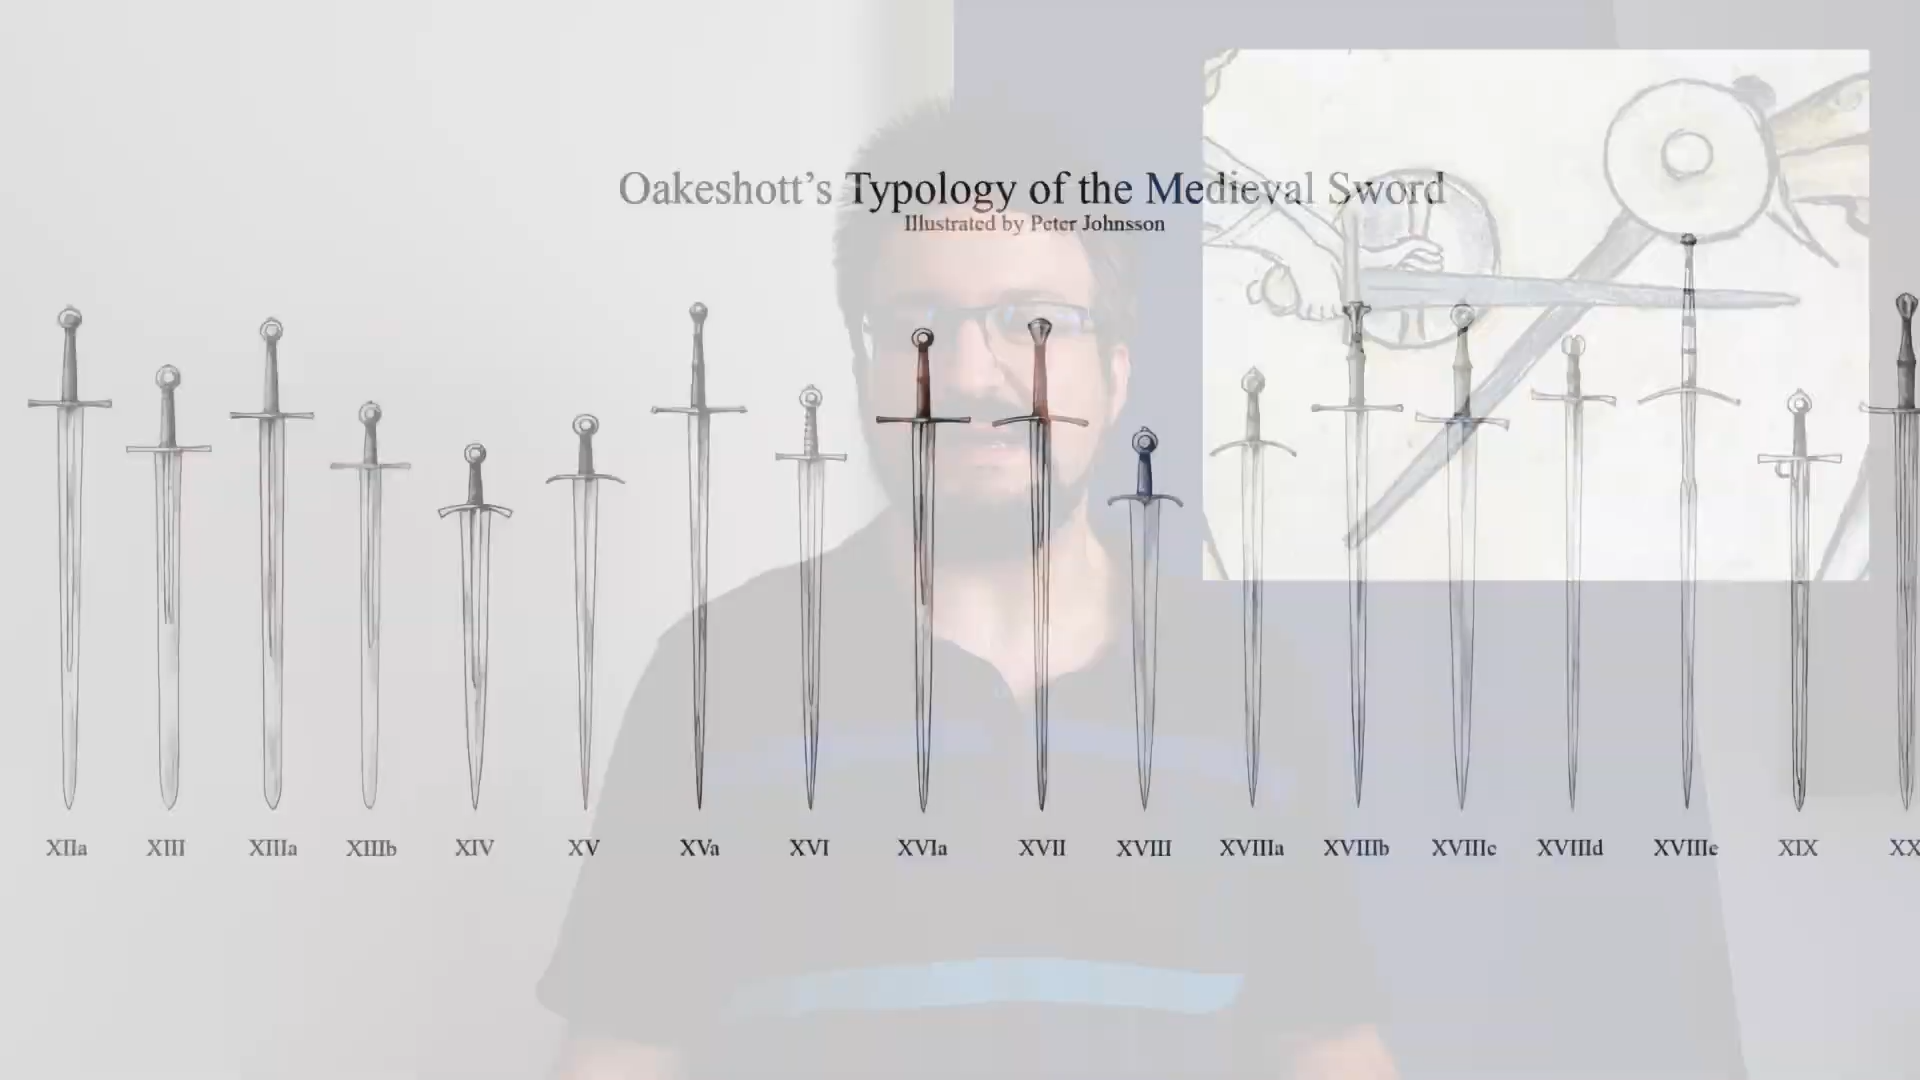 Oakeshott's Typology of the Medieval Sword
Illustrated by Peter Johnsson
XIIa XIII XIIIa XIIIb XIV XV XVa XVI XVIa XVII XVIII XVIIIa XVIIIb XVIIIc XVIIId XVIIIe XIX XX